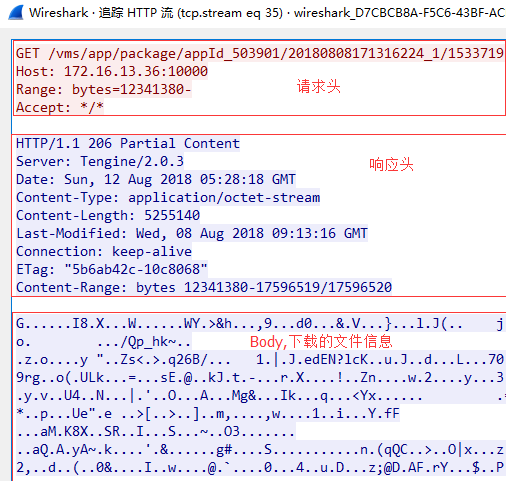 Wireshark · 追踪 HTTP 流 (tcp.stream eq 35) · wireshark_D7CBCB8A-F5C6-43BF-AC
GET /vms/app/package/appId_503901/20180808171316224_1/1533719
Host: 172.16.13.36:10000
Range: bytes=12341380-
Accept: */*
请求头
HTTP/1.1 206 Partial Content
Server: Tengine/2.0.3
响应头
Date: Sun, 12 Aug 2018 05:28:18 GMT
Content-Type: application/octet-stream
Content-Length: 5255140
Last-Modified: Wed, 08 Aug 2018 09:13:16 GMT
Connection: keep-alive
ETag: "5b6ab42c-10c8068"
Content-Range: bytes 12341380-17596519/17596520
G......I8.X...W......WY.>&h...,9...d0...&.V...}...l.J(.. j
o. .../Qp_hk~..
Body,下载的文件信息
.z.o....y "..Zs<.>.q26B/... 1.|.J.edEN?lcK..u.J..d...L...70
9rg..o(.ULk...=...sE.@..kJ.t.-...r.X....!..Zn....w.2....y...3
.y.v..U4..N...|.'..O...A...Mg&...Ik...q...<Yx...... .=
*..p...Ue".e ..>[..>..]..m,....,w....1..i...Y.fF
...aM.K8X..SR..I...S...~..O3.......
..aQ.A.yA~.k....'.&......g#....S...........n.(qQC..>..O|x...z
2,..d..(..0&....I..w....@.`....0...4..u.D...z;@D.AF.rY...$..P